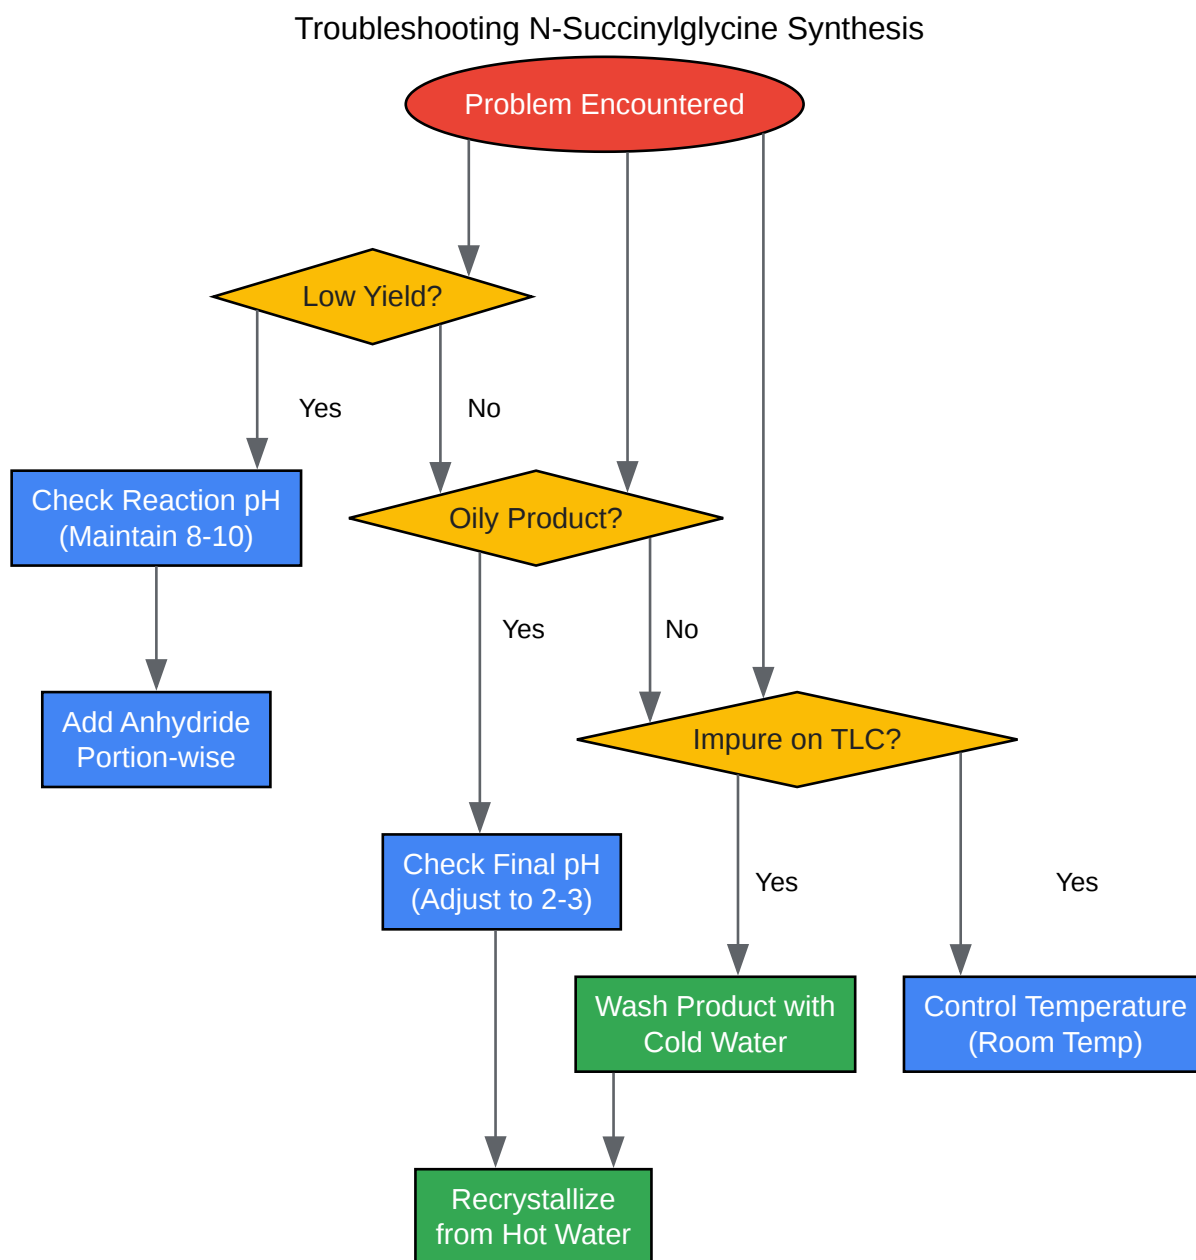 Troubleshooting N-Succinylglycine Synthesis
Problem Encountered
Low Yield?
Yes
No
Check Reaction pH
(Maintain 8-10)
Oily Product?
Yes
No
Add Anhydride
Portion-wise
Impure on TLC?
Check Final pH
(Adjust to 2-3)
Yes
Yes
Wash Product with
Cold Water
Control Temperature
(Room Temp)
Recrystallize
from Hot Water